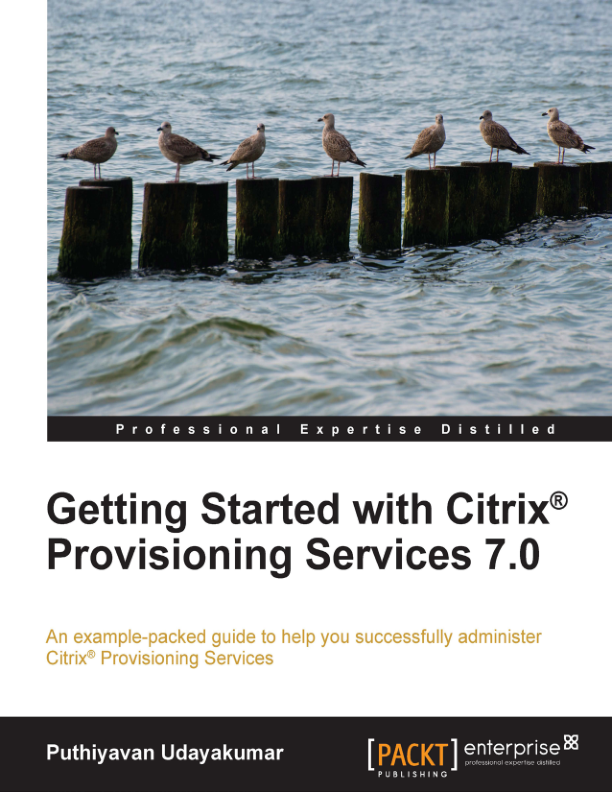 Professional Expertise Distilled
Getting Started with Citrix®
Provisioning Services 7.0
An example-packed guide to help you successfully administer
Citrix® Provisioning Services
Puthiyavan Udayakumar
[PACKT] enterprise
PUBLISHING professional expertise distilled